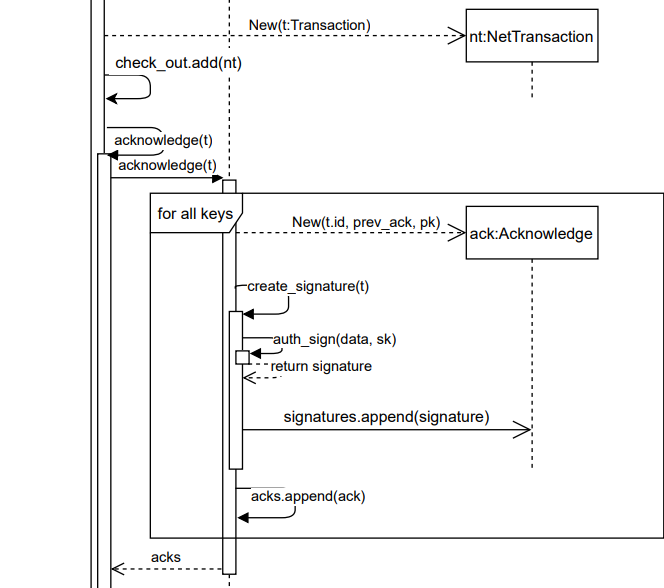 New(t:Transaction)
nt:NetTransaction
check_out.add(nt)
acknowledge(t)
acknowledge(t)
for all keys
New(t.id, prev_ack, pk)
ack:Acknowledge
create_signature(t)
auth_sign(data, sk)
return signature
signatures.append(signature)
acks.append(ack)
acks